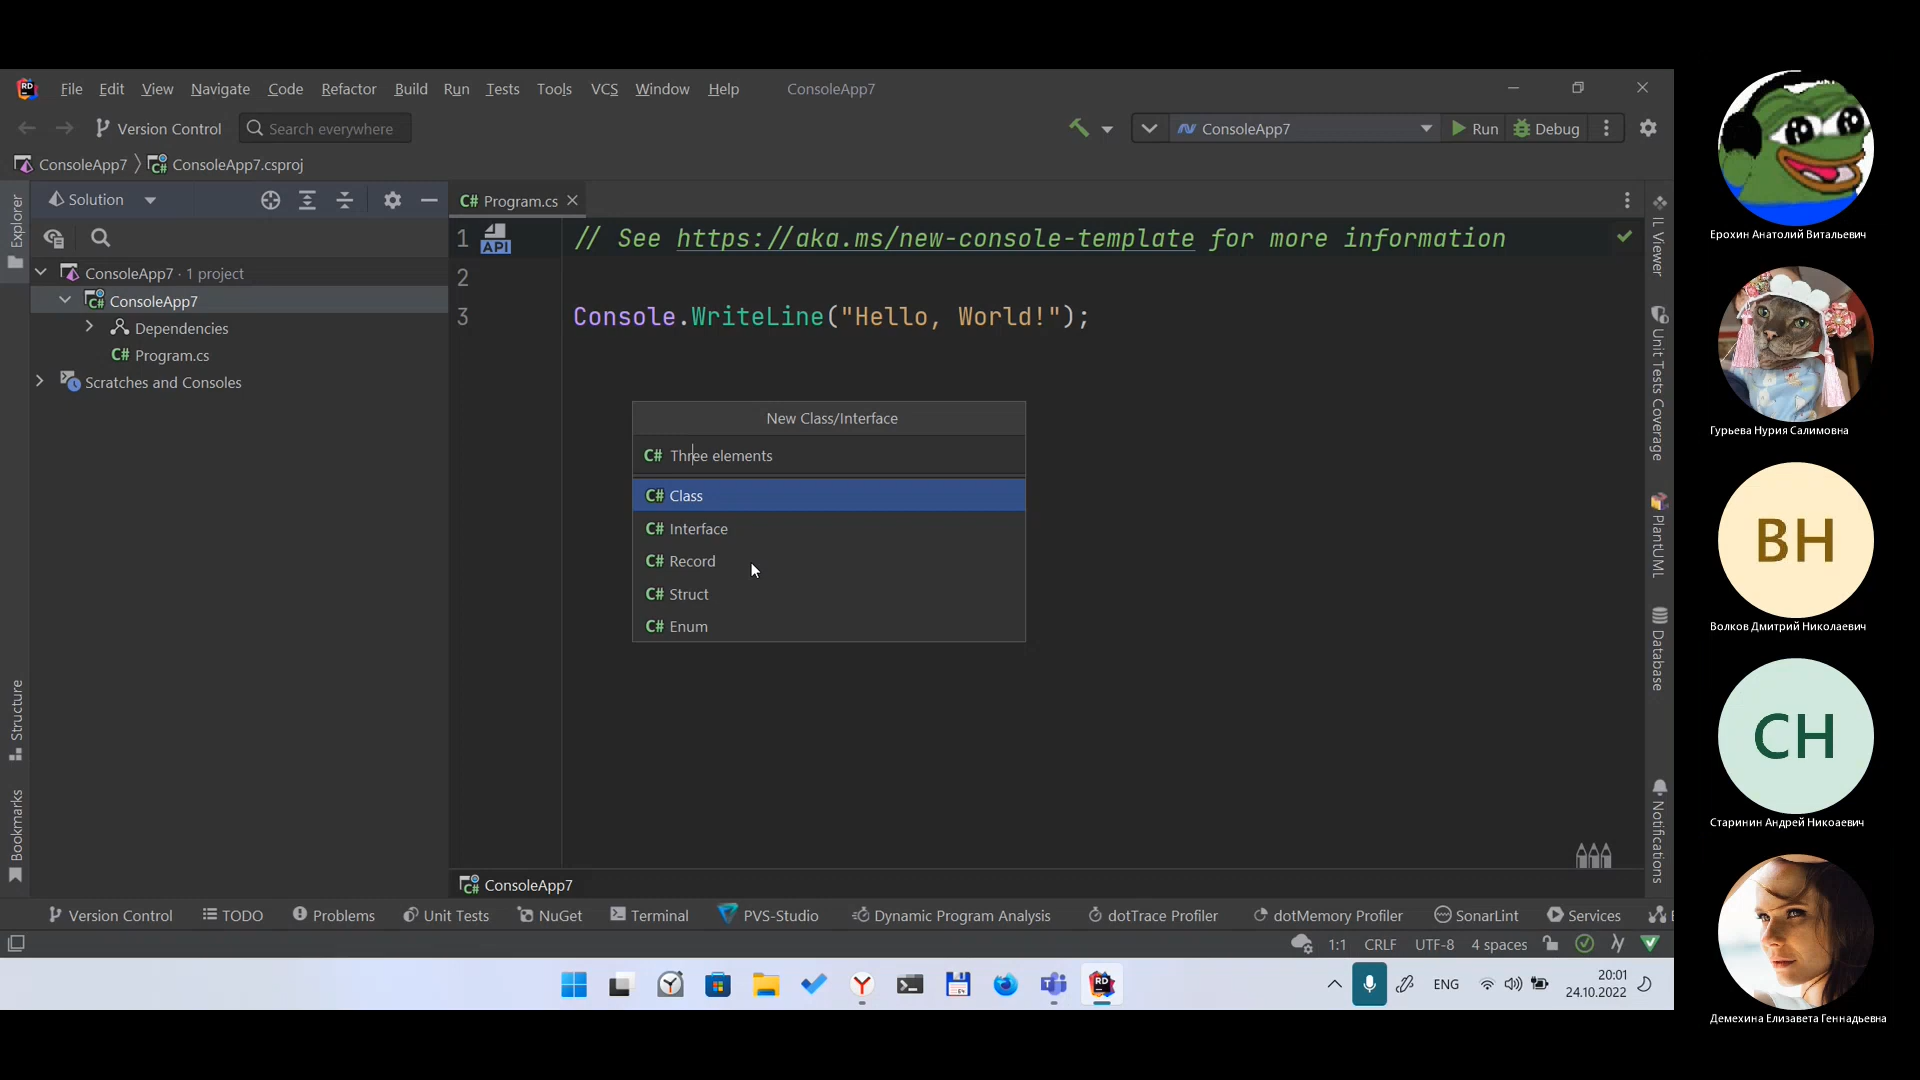 File Edit View Navigate Code Refactor Build Run Tests Tools VCS Window Help ConsoleApp7
Version Control Search everywhere ConsoleApp7 Run Debug
ConsoleApp7 ConsoleApp7.csproj
Solution
C# Program.cs
Explorer
1 API // See https://aka.ms/new-console-template for more information
2
3 Console.WriteLine("Hello, World!");
ConsoleApp7 · 1 project
ConsoleApp7
Dependencies
C# Program.cs
Scratches and Consoles
New Class/Interface
C# Three elements
C# Class
C# Interface
C# Record
C# Struct
C# Enum
Structure
Bookmarks
IL Viewer
Unit Tests Coverage
PlantUML
Database
Notifications
ConsoleApp7
Version Control TODO Problems Unit Tests NuGet Terminal PVS-Studio Dynamic Program Analysis dotTrace Profiler dotMemory Profiler SonarLint Services
1:1 CRLF UTF-8 4 spaces
ENG
20:01
24.10.2022
Ерохин Анатолий Витальевич
Гурьева Нурия Салимовна
ВН
Волков Дмитрий Николаевич
СН
Старинин Андрей Никоаевич
Демехина Елизавета Геннадьевна